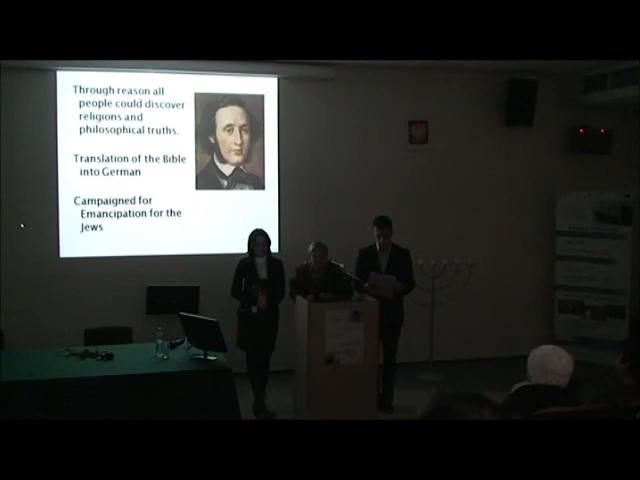 Through reason all
people could discover
religions and
philosophical truths.
Translation of the Bible
into German
Campaigned for
Emancipation for the
Jews